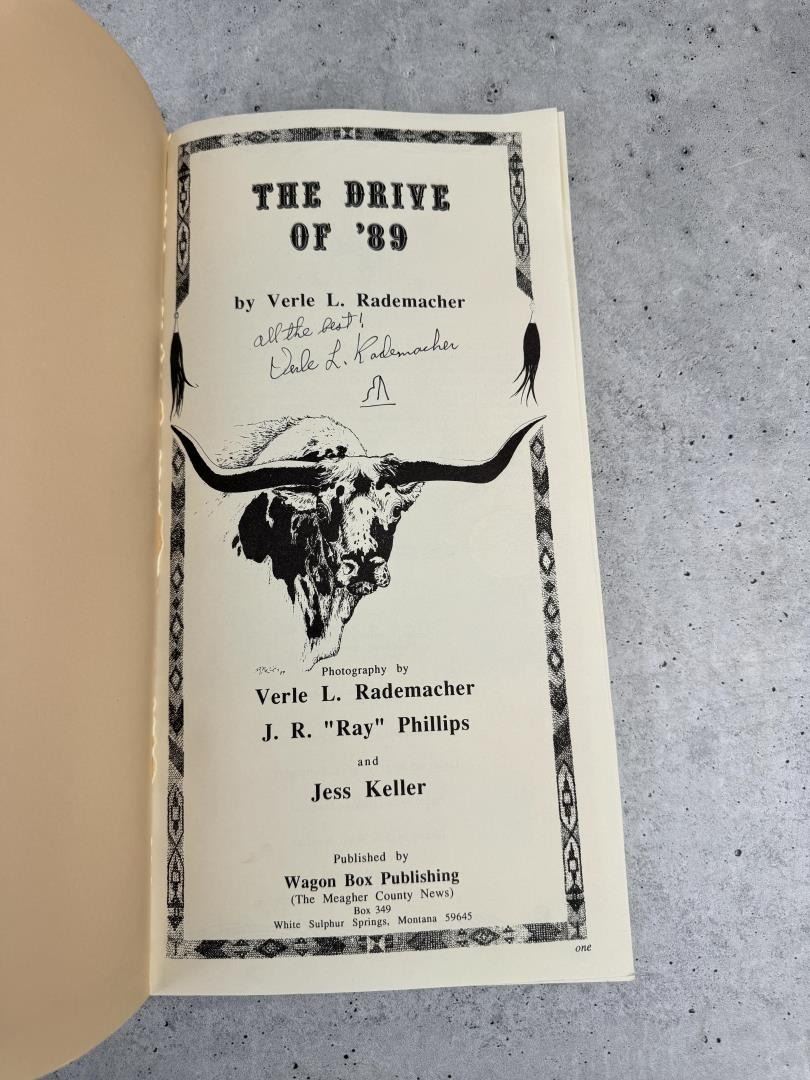 THE DRIVE
OF '89
by Verle L. Rademacher
all the best!
Verle L. Rademacher
Photography by
Verle L. Rademacher
J. R. "Ray" Phillips
and
Jess Keller
Published by
Wagon Box Publishing
(The Meagher County News)
Box 349
White Sulphur Springs, Montana 59645
one